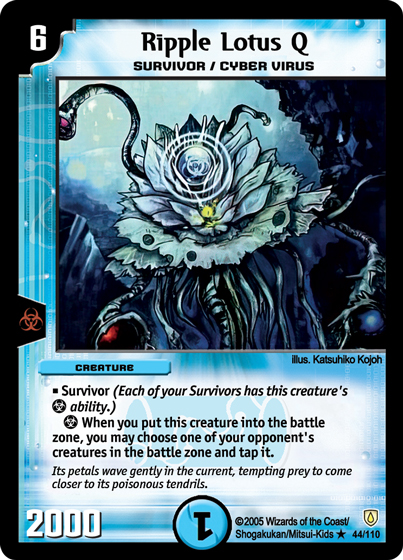 6
Ripple Lotus Q
SURVIVOR / CYBER VIRUS
illus. Katsuhiko Kojoh
CREATURE
▪ Survivor (Each of your Survivors has this creature's
☣ ability.)
☣ When you put this creature into the battle
zone, you may choose one of your opponent's
creatures in the battle zone and tap it.
Its petals wave gently in the current, tempting prey to come
closer to its poisonous tendrils.
2000
1
©2005 Wizards of the Coast/
Shogakukan/Mitsui-Kids ★ 44/110